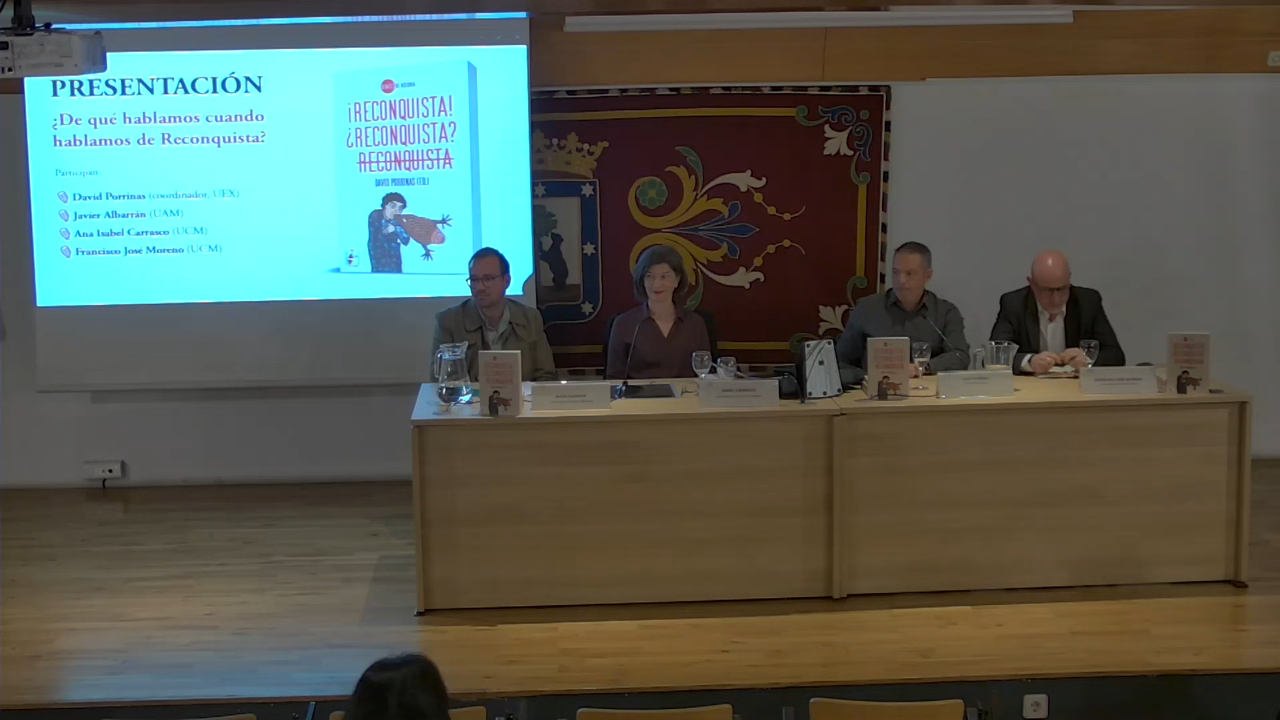 PRESENTACIÓN
¿De qué hablamos cuando
hablamos de Reconquista?
Participan:
David Porrinas (coordinador, UEX)
Javier Albarrán (UAM)
Ana Isabel Carrasco (UCM)
Francisco José Moreno (UCM)
¡RECONQUISTA!
¿RECONQUISTA?
RECONQUISTA
DAVID PORRINAS (ED.)